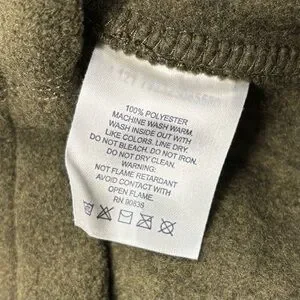 100% POLYESTER
MACHINE WASH WARM.
WASH INSIDE OUT WITH
LIKE COLORS. LINE DRY.
DO NOT BLEACH. DO NOT IRON.
DO NOT DRY CLEAN.
WARNING:
NOT FLAME RETARDANT
AVOID CONTACT WITH
OPEN FLAME.
RN 90838